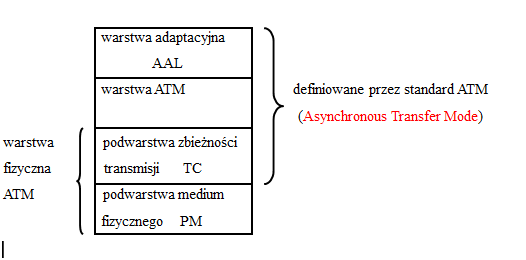 warstwa adaptacyjna
AAL
warstwa ATM
definiowane przez standard ATM
(Asynchronous Transfer Mode)
warstwa
fizyczna
ATM
podwarstwa zbieżności
transmisji TC
podwarstwa medium
fizycznego PM